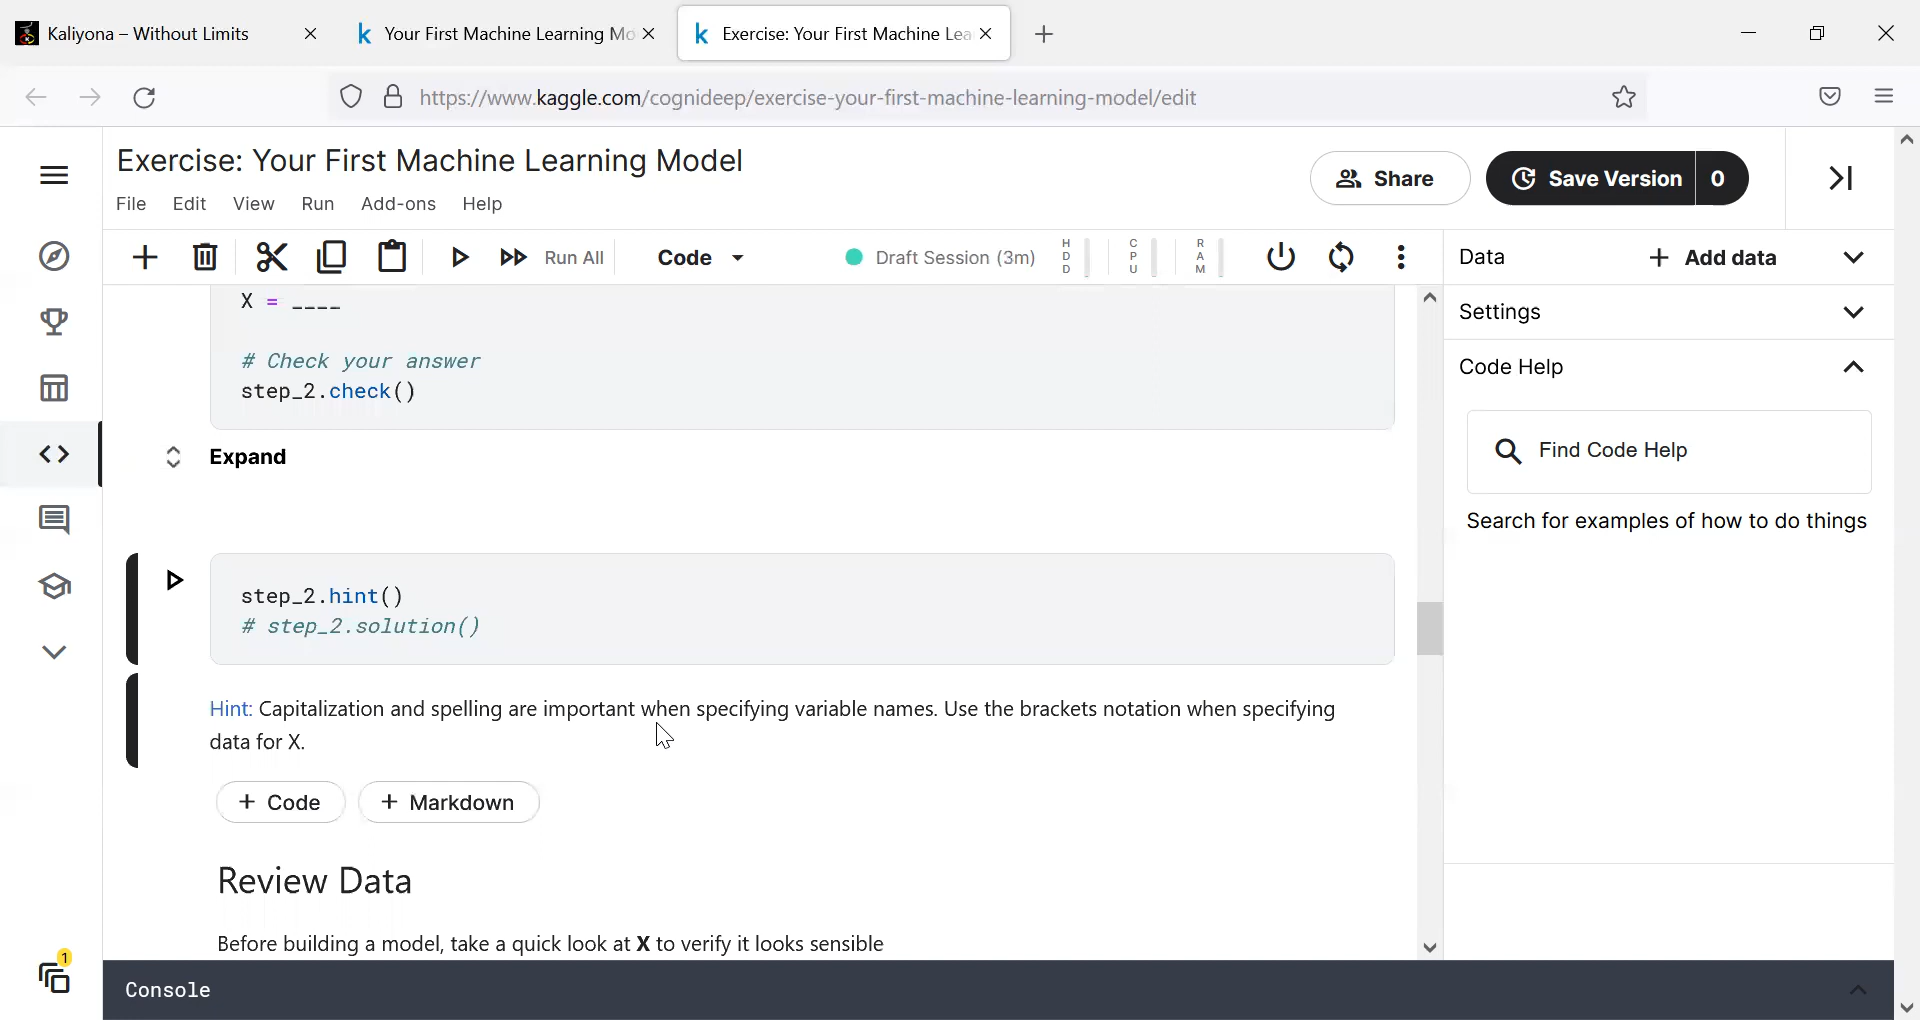 Kaliyona – Without Limits
Your First Machine Learning Mo
Exercise: Your First Machine Lea
https://www.kaggle.com/cognideep/exercise-your-first-machine-learning-model/edit
Exercise: Your First Machine Learning Model
File Edit View Run Add-ons Help
Share
Save Version 0
Run All
Code
Draft Session (3m)
HDD
CPU
RAM
Data
Add data
Settings
Code Help
Find Code Help
Search for examples of how to do things
X = ____
# Check your answer
step_2.check()
Expand
step_2.hint()
# step_2.solution()
Hint: Capitalization and spelling are important when specifying variable names. Use the brackets notation when specifying
data for X.
+ Code + Markdown
Review Data
Before building a model, take a quick look at X to verify it looks sensible
1
Console